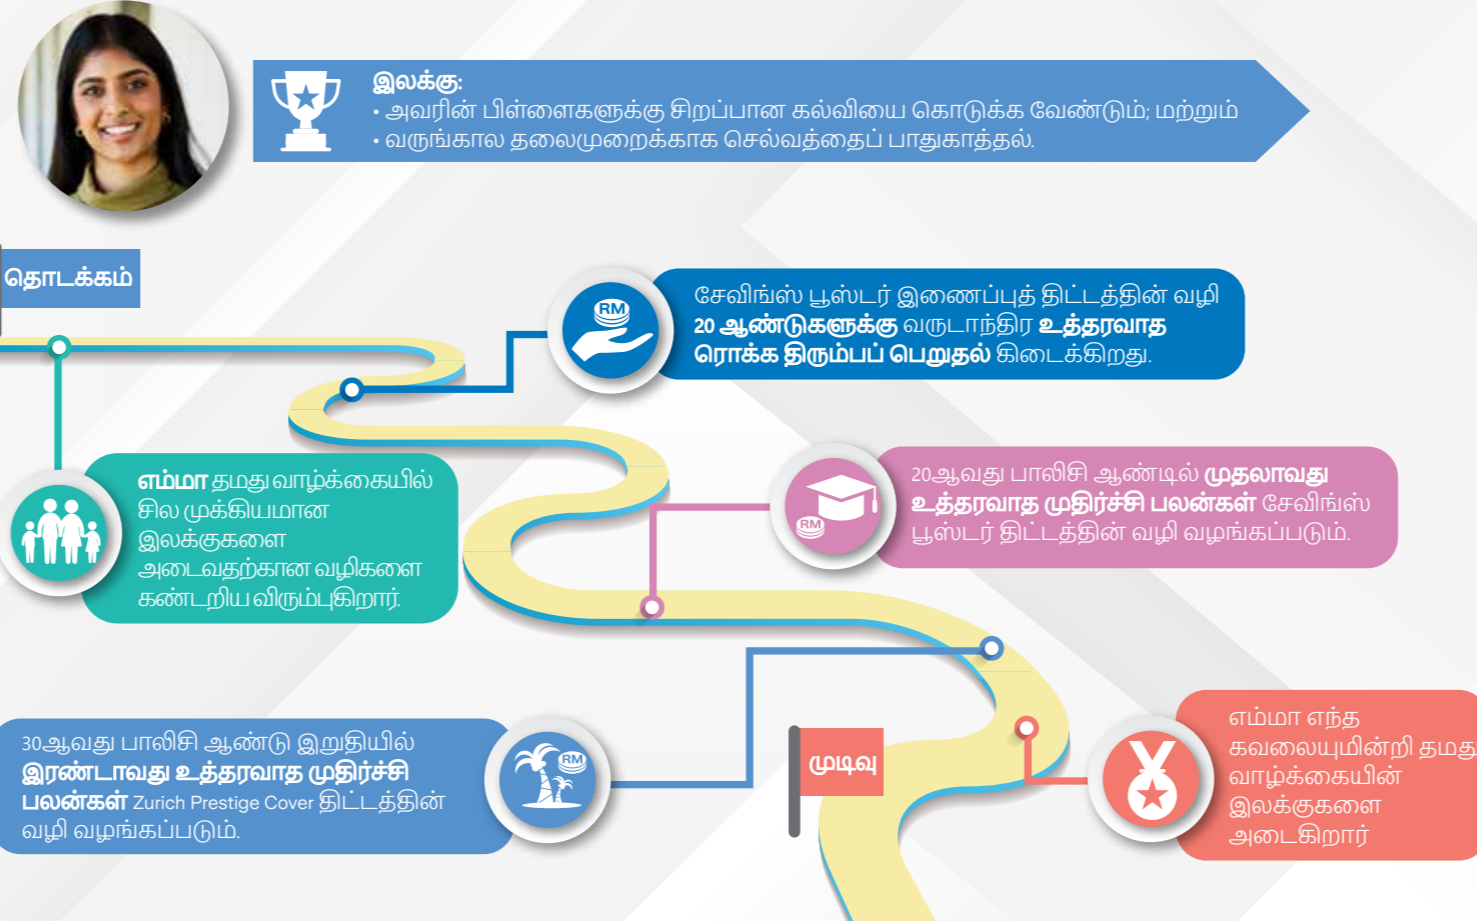 இலக்கு:
• அவரின் பிள்ளைகளுக்கு சிறப்பான கல்வியை கொடுக்க வேண்டும்; மற்றும்
• வருங்கால தலைமுறைக்காக செல்வத்தைப் பாதுகாத்தல்.
தொடக்கம்
RM
சேவிங்ஸ் பூஸ்டர் இணைப்புத் திட்டத்தின் வழி
20 ஆண்டுகளுக்கு வருடாந்திர உத்தரவாத
ரொக்க திரும்பப் பெறுதல் கிடைக்கிறது.
எம்மா தமது வாழ்க்கையில்
சில முக்கியமான
இலக்குகளை
அடைவதற்கான வழிகளை
கண்டறிய விரும்புகிறார்.
RM
20ஆவது பாலிசி ஆண்டில் முதலாவது
உத்தரவாத முதிர்ச்சி பலன்கள் சேவிங்ஸ்
பூஸ்டர் திட்டத்தின் வழி வழங்கப்படும்.
30ஆவது பாலிசி ஆண்டு இறுதியில்
இரண்டாவது உத்தரவாத முதிர்ச்சி
பலன்கள் Zurich Prestige Cover திட்டத்தின்
வழி வழங்கப்படும்.
RM
முடிவு
எம்மா எந்த
கவலையுமின்றி தமது
வாழ்க்கையின்
இலக்குகளை
அடைகிறார்